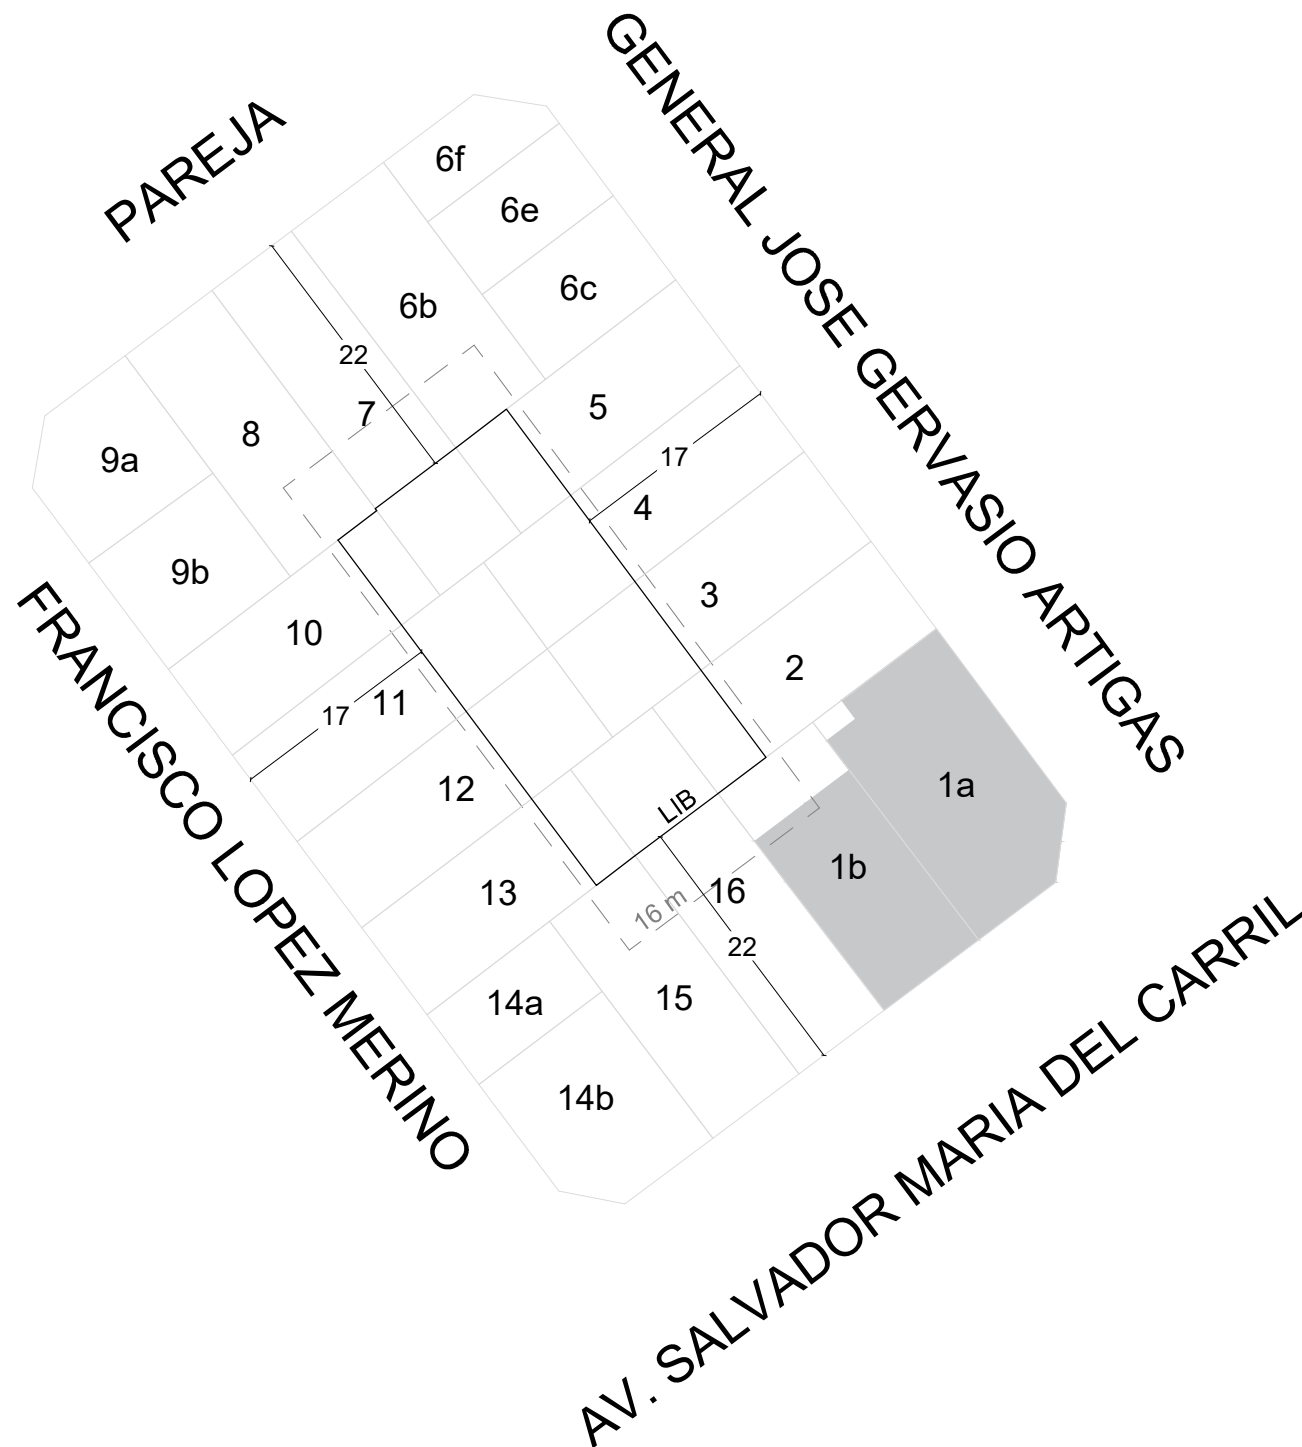 GENERAL JOSE GERVASIO ARTIGAS
PAREJA
6f
6e
6c
6b
22
7
5
8
9a
17
4
9b
3
10
2
11
17
1a
12
LIB
1b
16
13
16 m
22
15
14a
14b
FRANCISCO LOPEZ MERINO
AV. SALVADOR MARIA DEL CARRIL